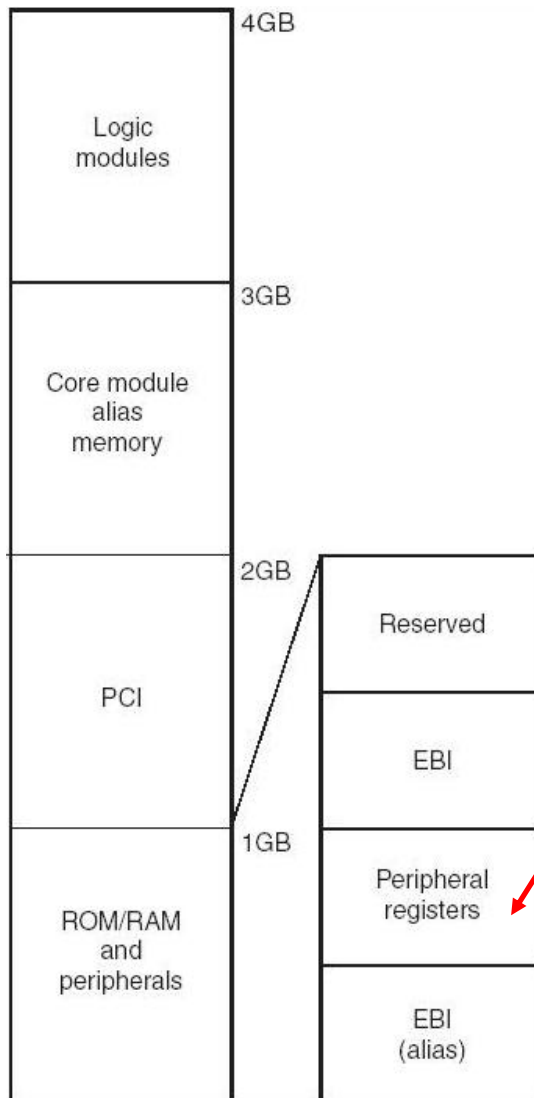 4GB
Logic
modules
3GB
Core module
alias
memory
2GB
Reserved
PCI
EBI
1GB
Peripheral
registers
ROM/RAM
and
peripherals
EBI
(alias)